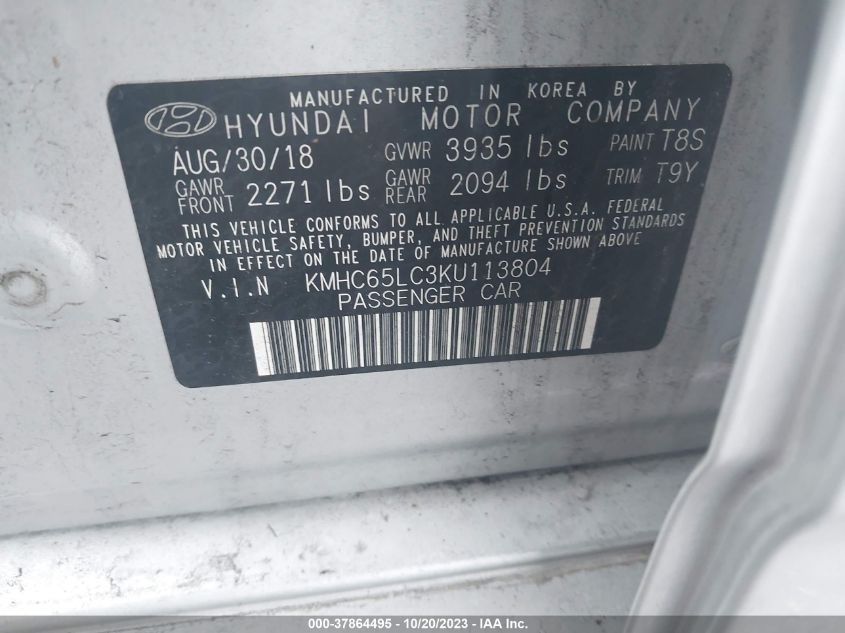 MANUFACTURED IN KOREA BY
HYUNDAI MOTOR COMPANY
AUG/30/18 GVWR 3935 lbs PAINT T8S
GAWR FRONT 2271 lbs GAWR REAR 2094 lbs TRIM T9Y
THIS VEHICLE CONFORMS TO ALL APPLICABLE U.S.A. FEDERAL
MOTOR VEHICLE SAFETY, BUMPER, AND THEFT PREVENTION STANDARDS
IN EFFECT ON THE DATE OF MANUFACTURE SHOWN ABOVE
V.I.N KMHC65LC3KU113804
PASSENGER CAR
000-37864495 - 10/20/2023 - IAA Inc.